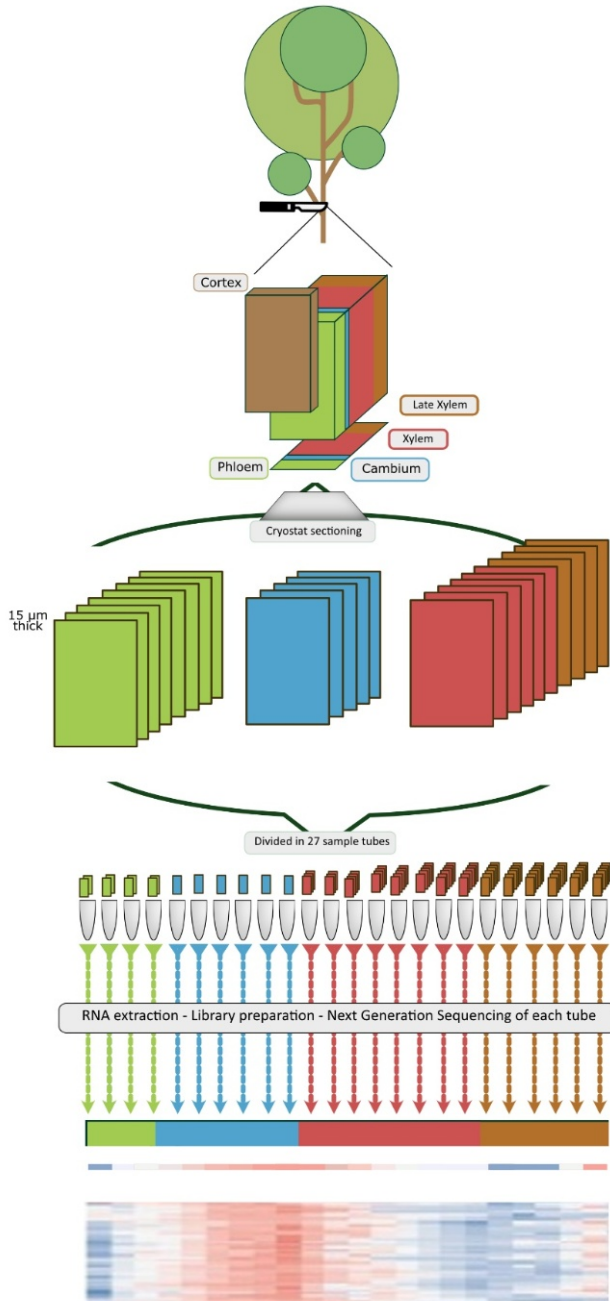 Cortex
Late Xylem
Xylem
Phloem
Cambium
Cryostat sectioning
15 µm
thick
Divided in 27 sample tubes
RNA extraction - Library preparation - Next Generation Sequencing of each tube